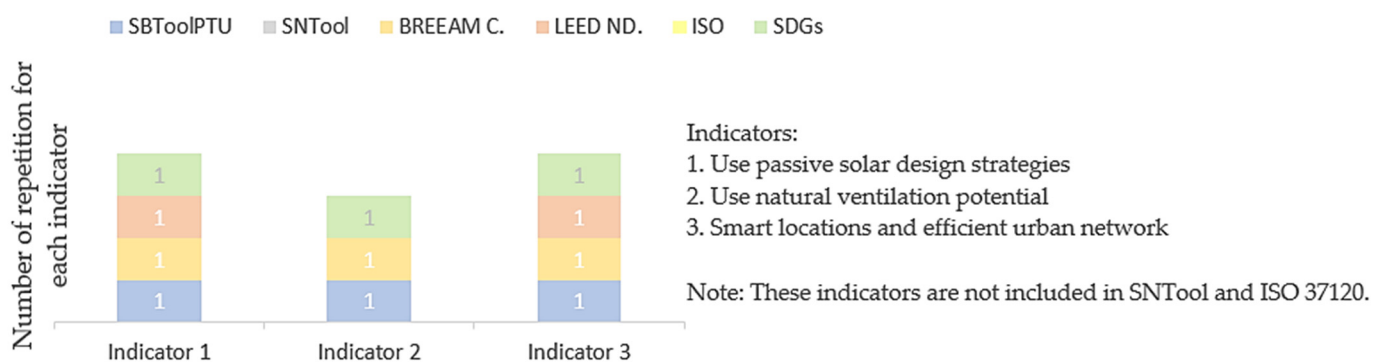 SBToolPTU SNTool BREEAM C. LEED ND. ISO SDGs
Number of repetition for
each indicator
1 1
1 1 1
1 1 1
1 1 1
Indicator 1 Indicator 2 Indicator 3
Indicators:
1. Use passive solar design strategies
2. Use natural ventilation potential
3. Smart locations and efficient urban network
Note: These indicators are not included in SNTool and ISO 37120.